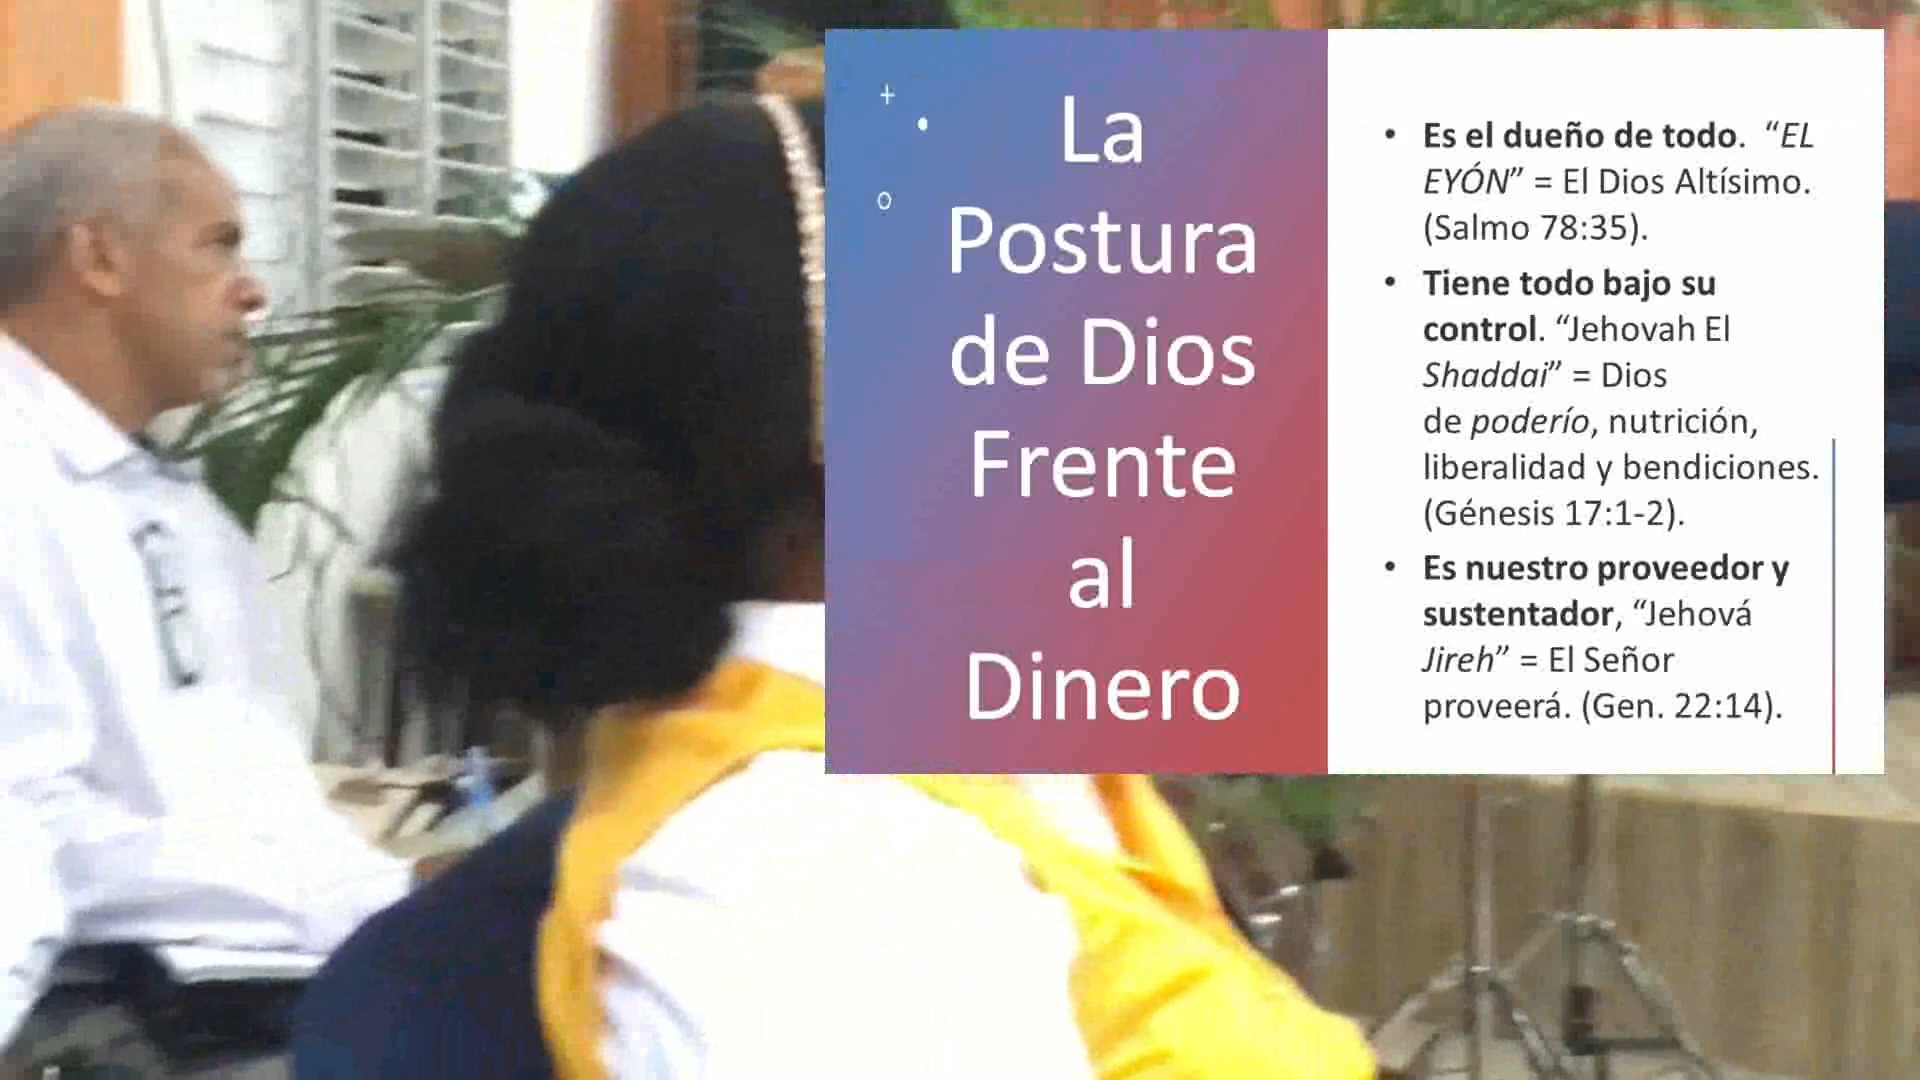 La
Postura
de Dios
Frente
al
Dinero
• Es el dueño de todo. “EL
EYÓN” = El Dios Altísimo.
(Salmo 78:35).
• Tiene todo bajo su
control. “Jehovah El
Shaddai” = Dios
de poderío, nutrición,
liberalidad y bendiciones.
(Génesis 17:1-2).
• Es nuestro proveedor y
sustentador, “Jehová
Jireh” = El Señor
proveerá. (Gen. 22:14).